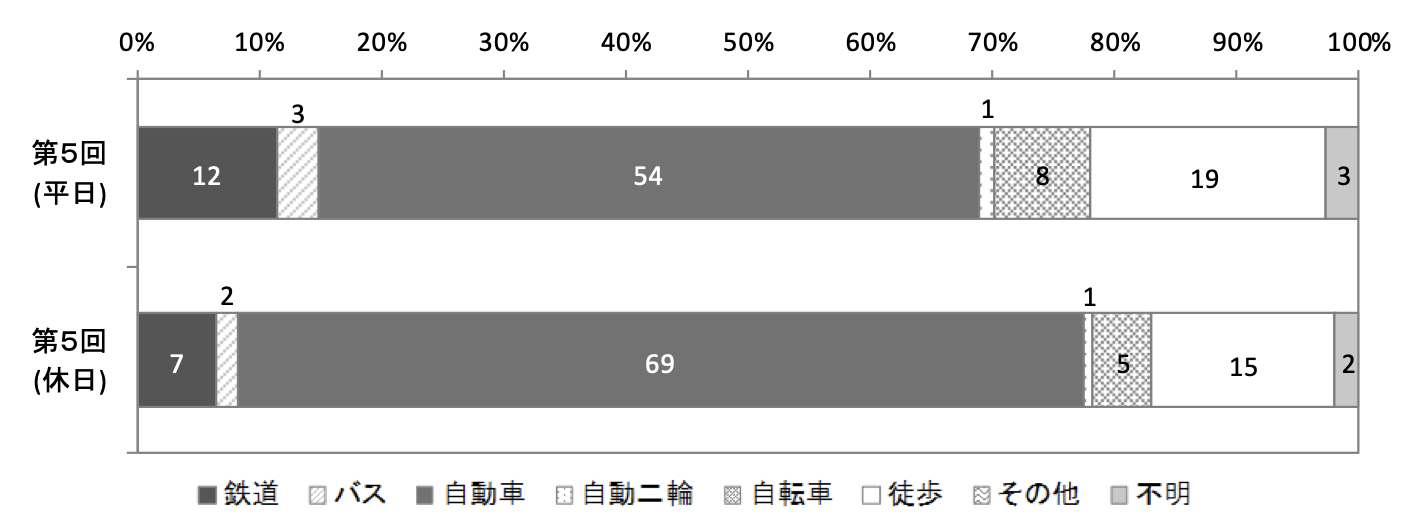 0% 10% 20% 30% 40% 50% 60% 70% 80% 90% 100%
3 1
第5回
(平日)
12 54 8 19 3
2 1
第5回
(休日)
7 69 5 15 2
鉄道 バス 自動車 自動二輪 自転車 徒歩 その他 不明